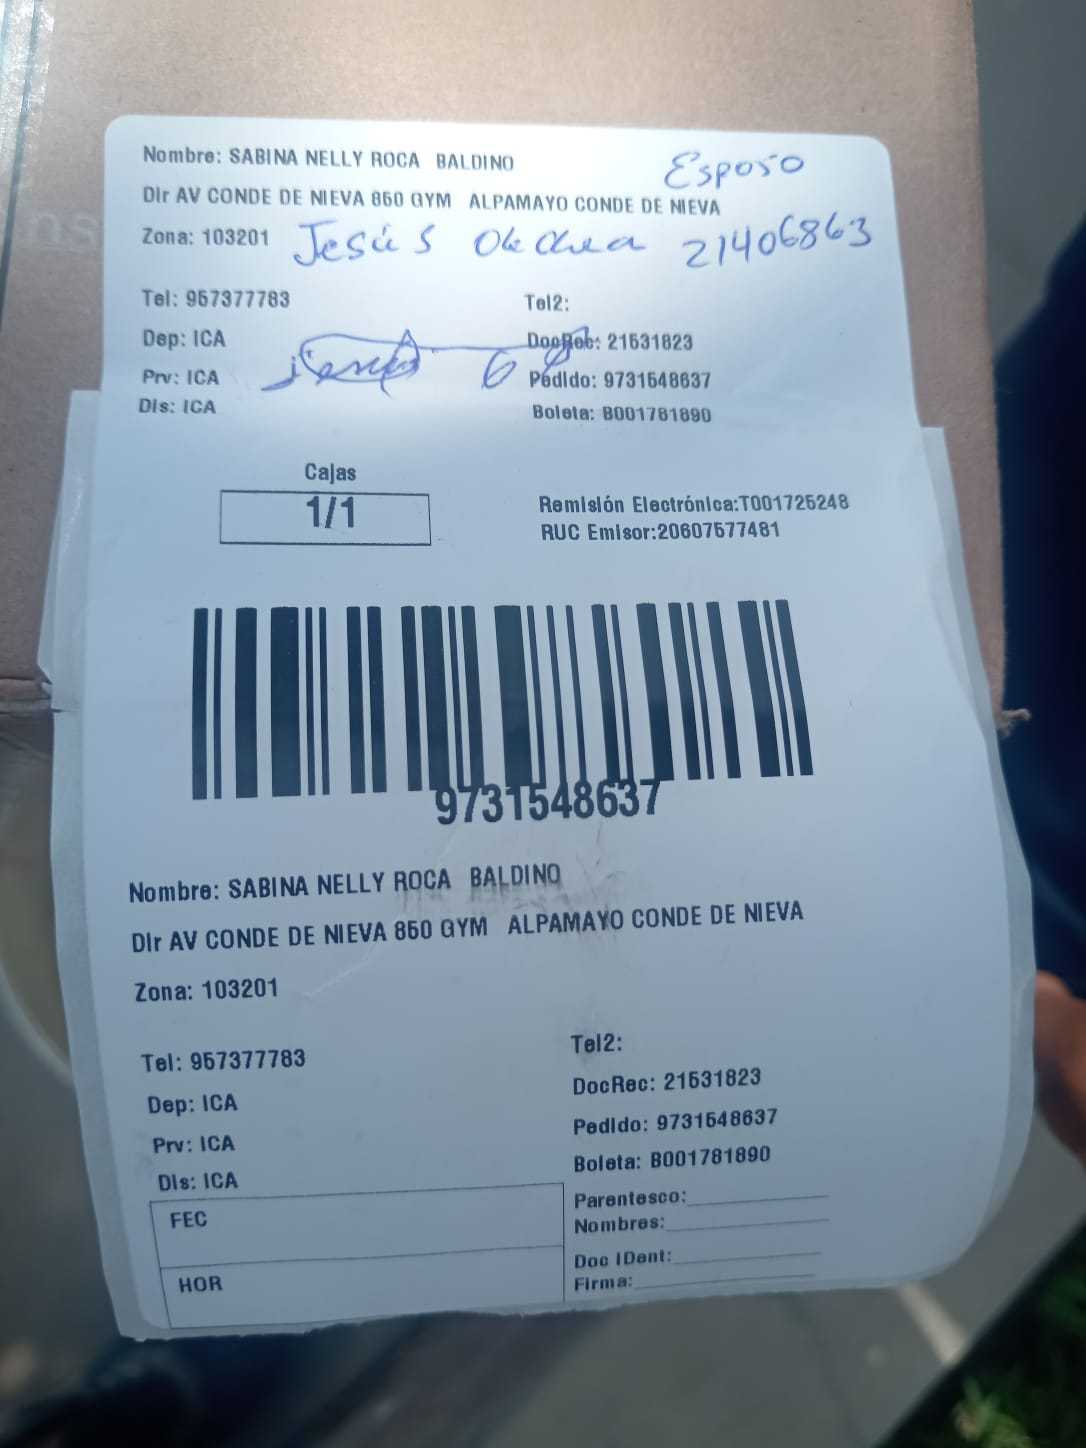 Nombre: SABINA NELLY ROCA BALDINO
Esposo
Dir AV CONDE DE NIEVA 850 GYM ALPAMAYO CONDE DE NIEVA
Zona: 103201
Jesús Olechea 21406863
Tel: 957377783
Tel2:
Dep: ICA
DocRec: 21531823
Prv: ICA
Pedido: 9731548637
Dis: ICA
Boleta: B001781890
Cajas
1/1
Remisión Electrónica:T001725248
RUC Emisor:20607577481
9731548637
Nombre: SABINA NELLY ROCA BALDINO
Dir AV CONDE DE NIEVA 850 GYM ALPAMAYO CONDE DE NIEVA
Zona: 103201
Tel: 957377783
Tel2:
Dep: ICA
DocRec: 21531823
Prv: ICA
Pedido: 9731548637
Dis: ICA
Boleta: B001781890
FEC
Parentesco:
Nombres:
HOR
Doc IDent:
Firma: